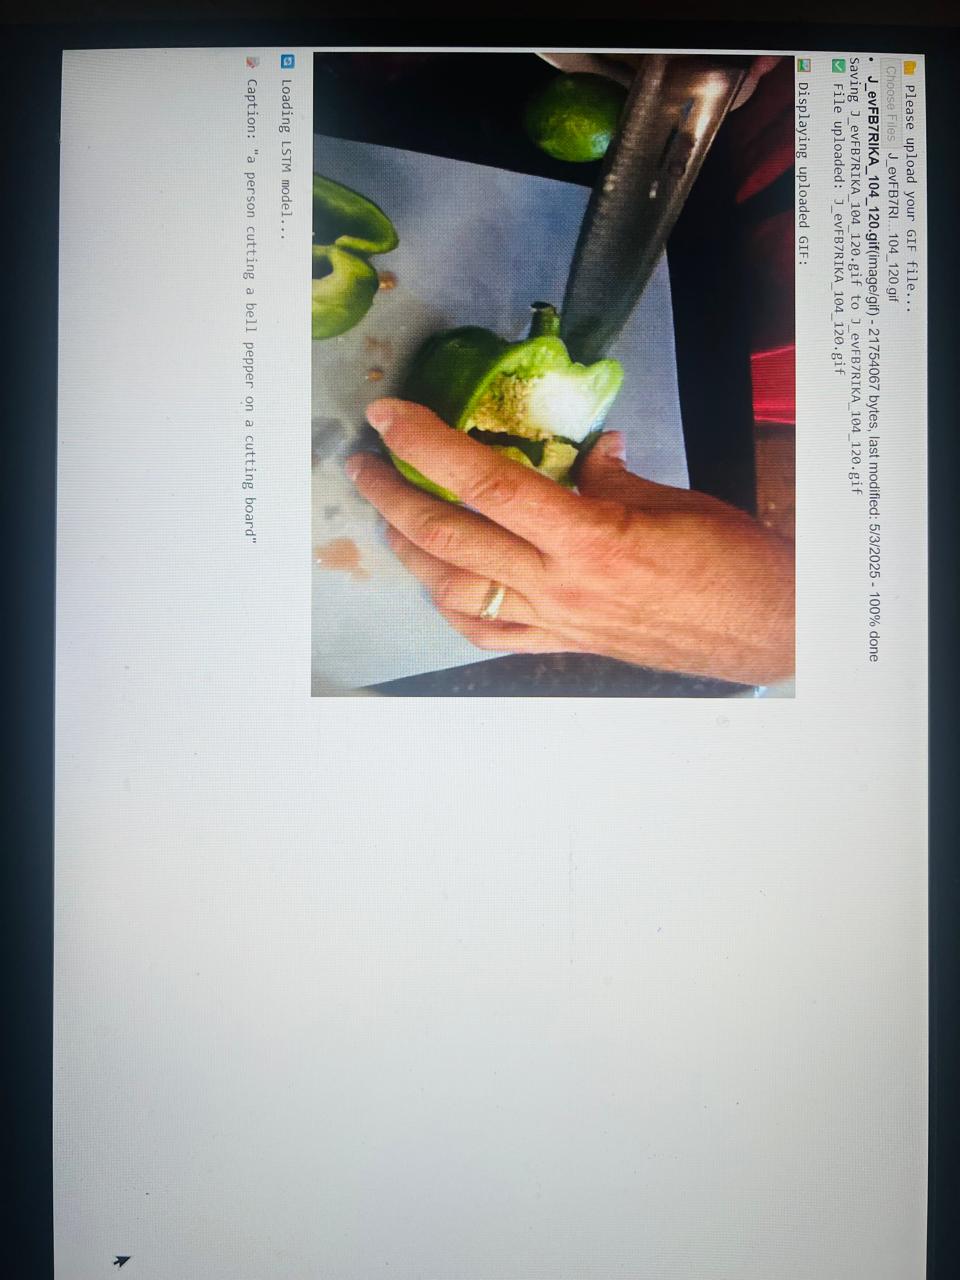 Please upload your GIF file...
Choose Files J_evFB7RI...104_120.gif
• J_evFB7RIKA_104_120.gif(image/gif) - 21754067 bytes, last modified: 5/3/2025 - 100% done
Saving J_evFB7RIKA_104_120.gif to J_evFB7RIKA_104_120.gif
✅ File uploaded: J_evFB7RIKA_104_120.gif
🖼️ Displaying uploaded GIF:
🔄 Loading LSTM model...
📝 Caption: "a person cutting a bell pepper on a cutting board"